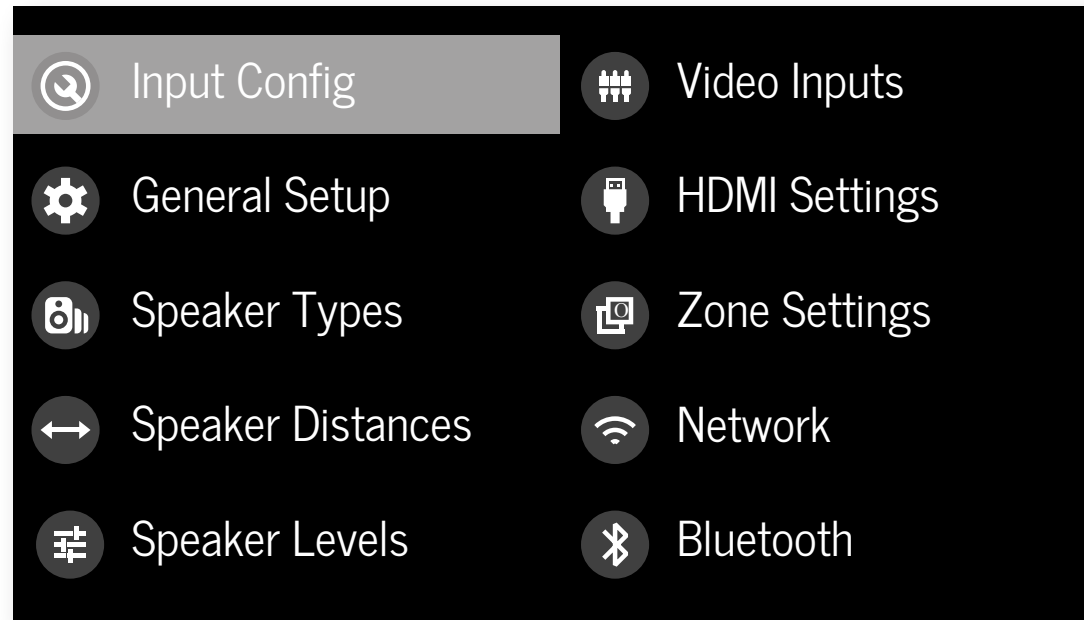 Input Config
General Setup
Speaker Types
Speaker Distances
Speaker Levels
Video Inputs
HDMI Settings
Zone Settings
Network
Bluetooth